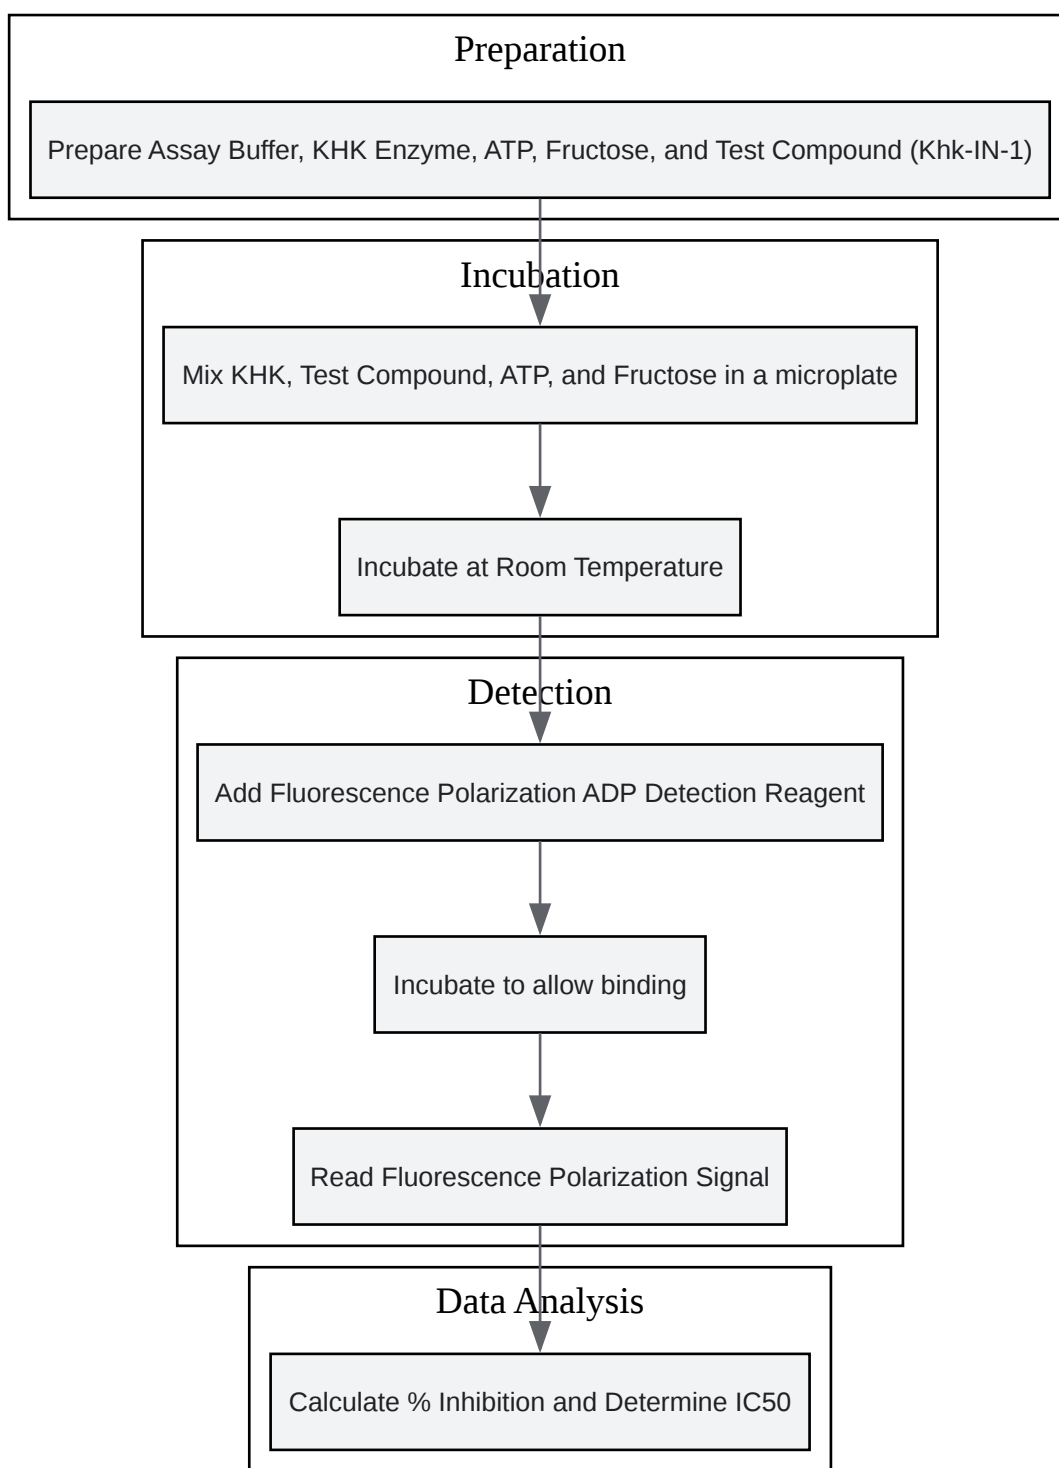 Preparation
Prepare Assay Buffer, KHK Enzyme, ATP, Fructose, and Test Compound (Khk-IN-1)
Incubation
Mix KHK, Test Compound, ATP, and Fructose in a microplate
Incubate at Room Temperature
Detection
Add Fluorescence Polarization ADP Detection Reagent
Incubate to allow binding
Read Fluorescence Polarization Signal
Data Analysis
Calculate % Inhibition and Determine IC50